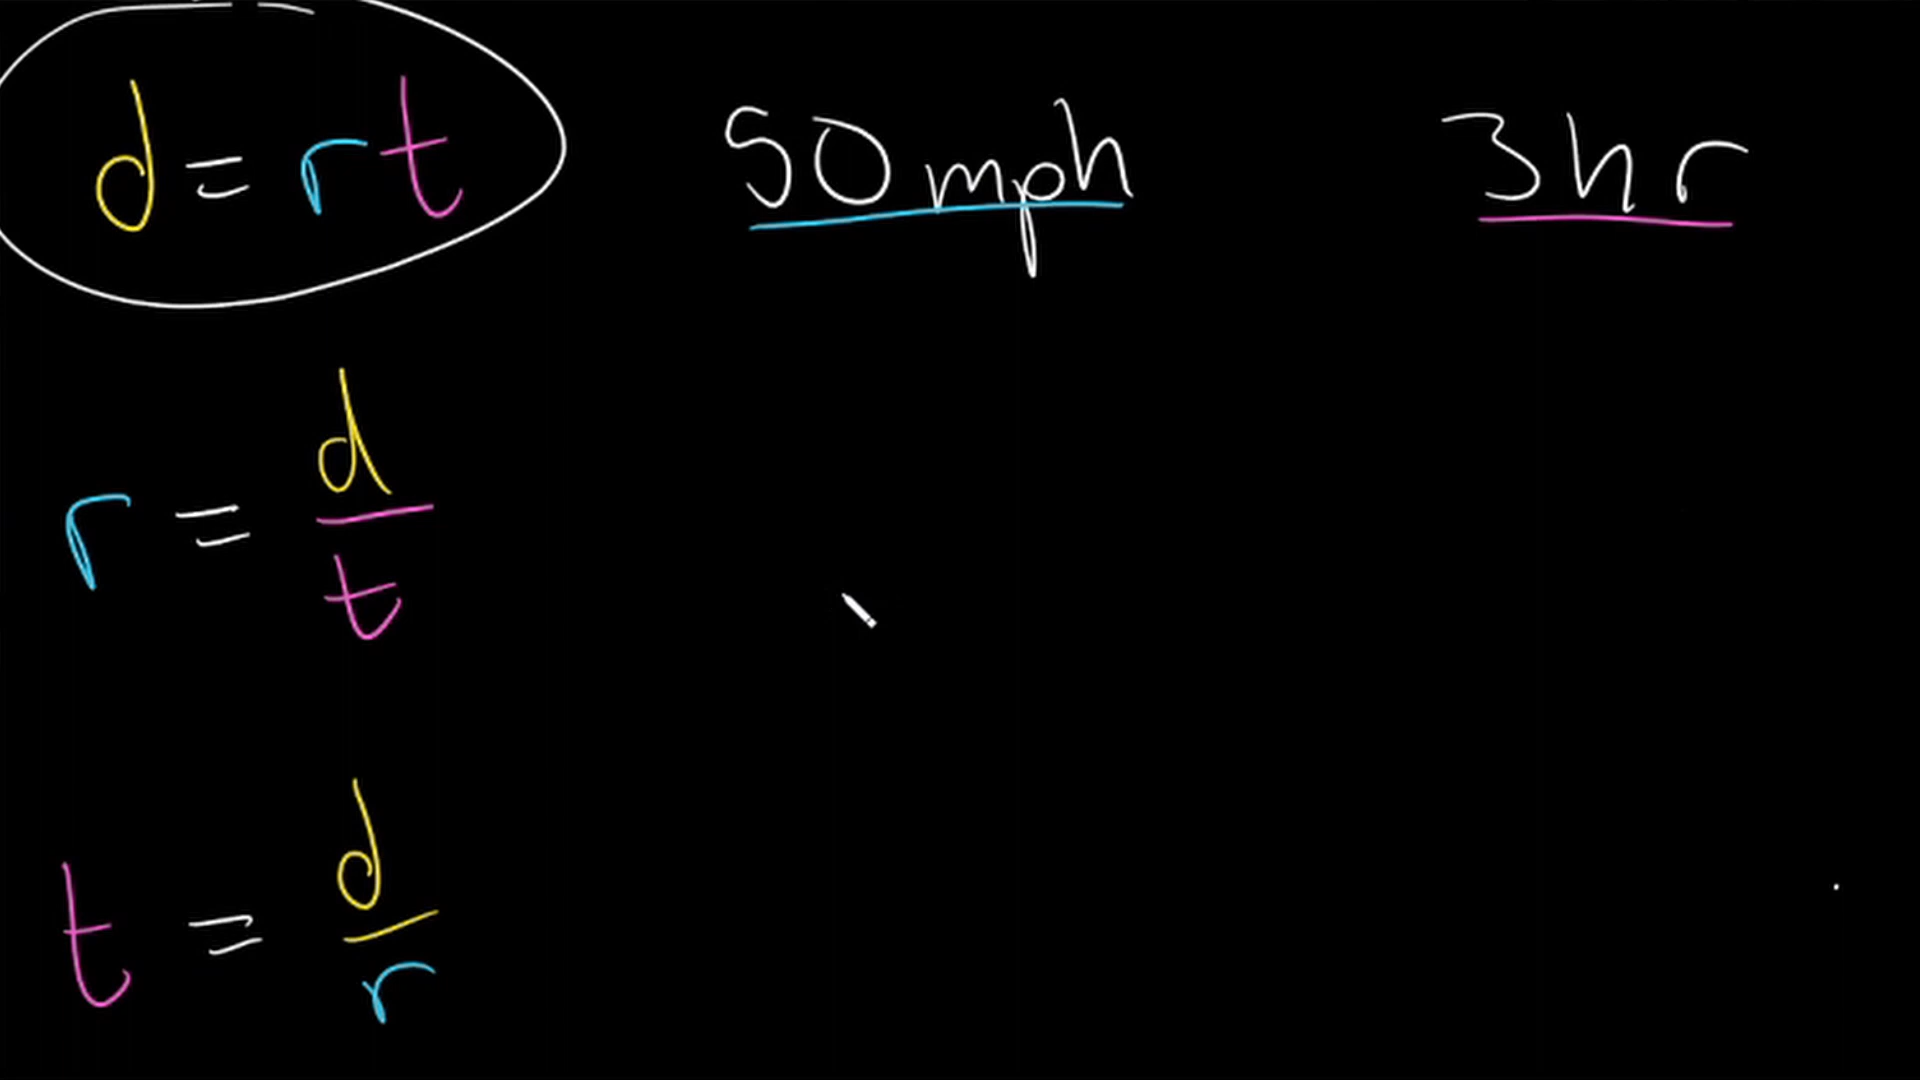 d = rt 50 mph 3 hr
r = d/t
t = d/r